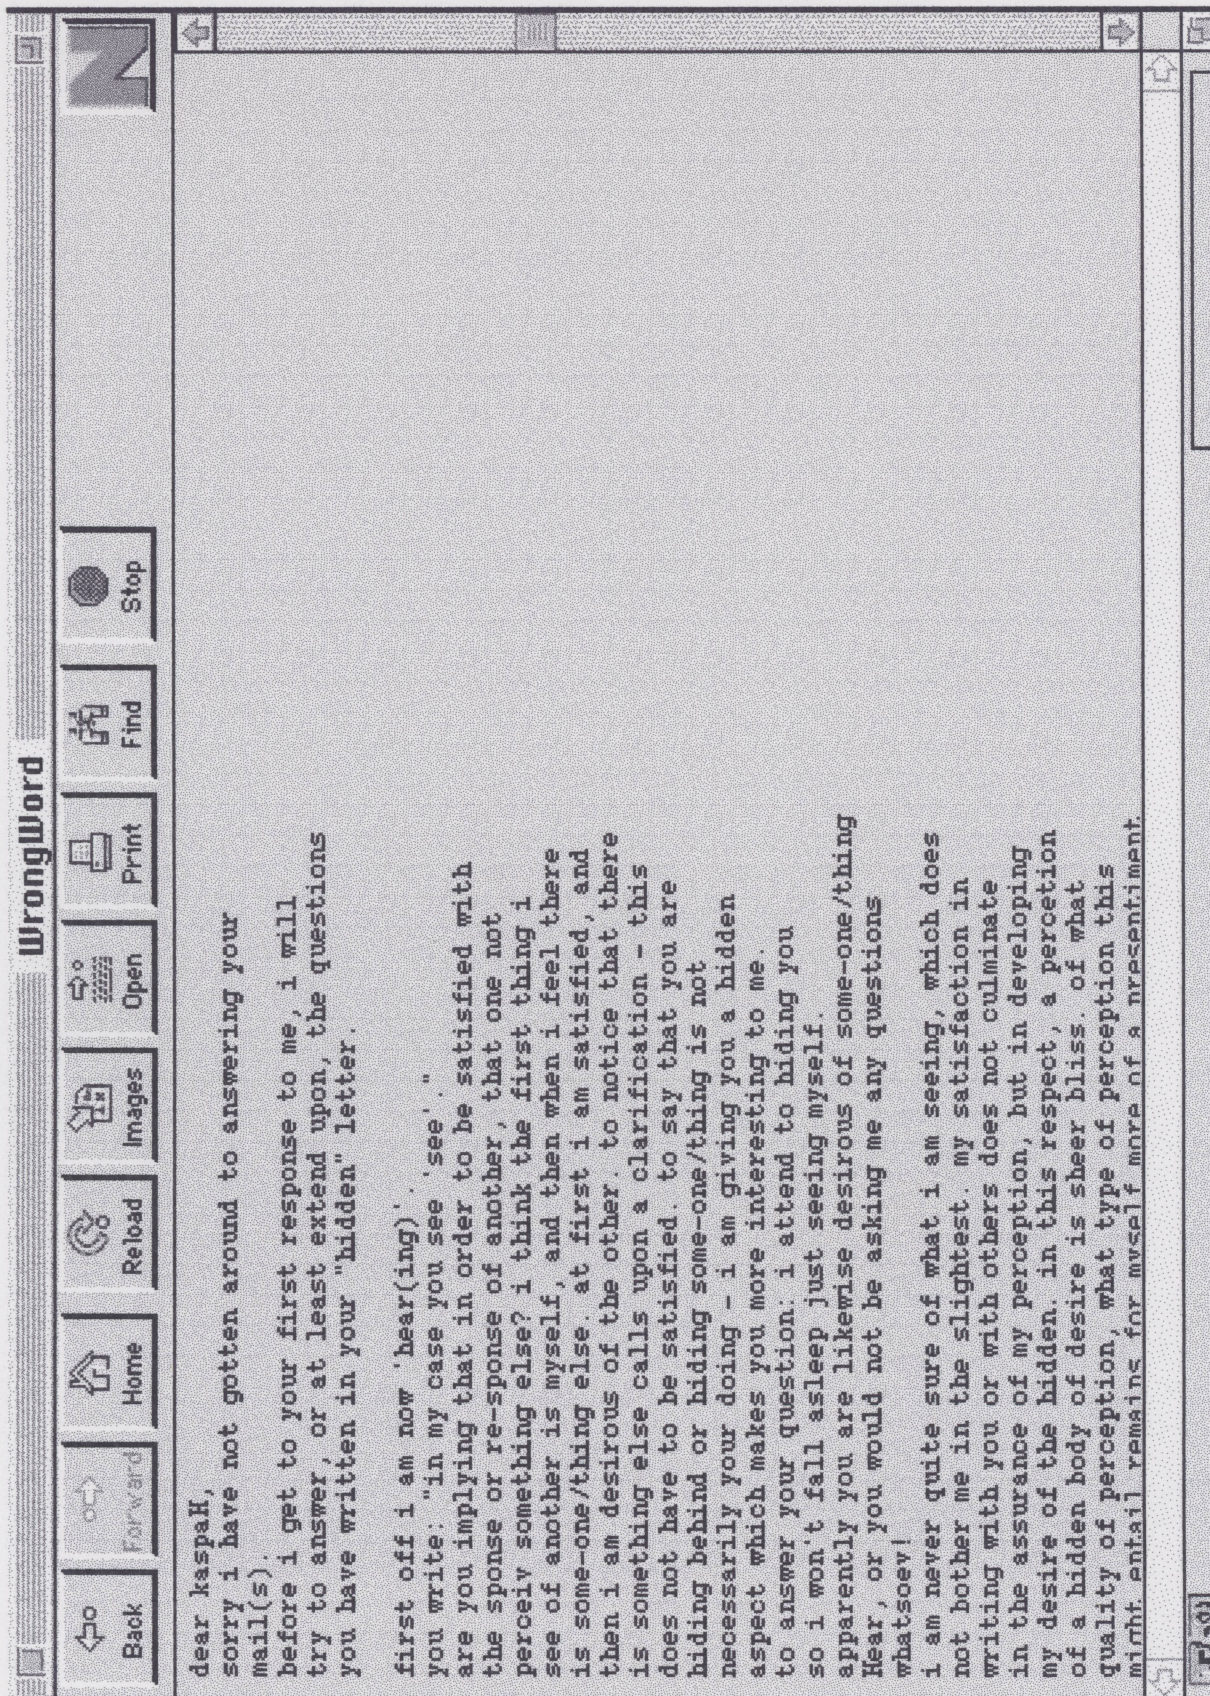 WrongWord
Back
Forward
Home
Reload
Images
Open
Print
Find
Stop
N
dear kaspaH,
sorry i have not gotten around to answering your
mail(s).
before i get to your first response to me, i will
try to answer, or at least extend upon, the questions
you have written in your "hidden" letter.
first off i am now 'hear(ing)'.
you write: "in my case you see 'see'."
are you implying that in order to be satisfied with
the sponse or re-sponse of another, that one not
perceiv something else? i think the first thing i
see of another is myself, and then when i feel there
is some-one/thing else. at first i am satisfied, and
then i am desirous of the other. to notice that there
is something else calls upon a clarification - this
does not have to be satisfied. to say that you are
hiding behind or hiding some-one/thing is not
necessarily your doing - i am giving you a hidden
aspect which makes you more interesting to me.
to answer your question: i attend to hiding you
so i won't fall asleep just seeing myself.
apparently you are likewise desirous of some-one/thing
Hear, or you would not be asking me any questions
whatsoev!
i am never quite sure of what i am seeing, which does
not bother me in the slightest. my satisfaction in
writing with you or with others does not culminate
in the assurance of my perception, but in developing
my desire of the hidden. in this respect, a percetion
of a hidden body of desire is sheer bliss. of what
quality of perception, what type of perception this
might entail remains for myself more of a presentiment